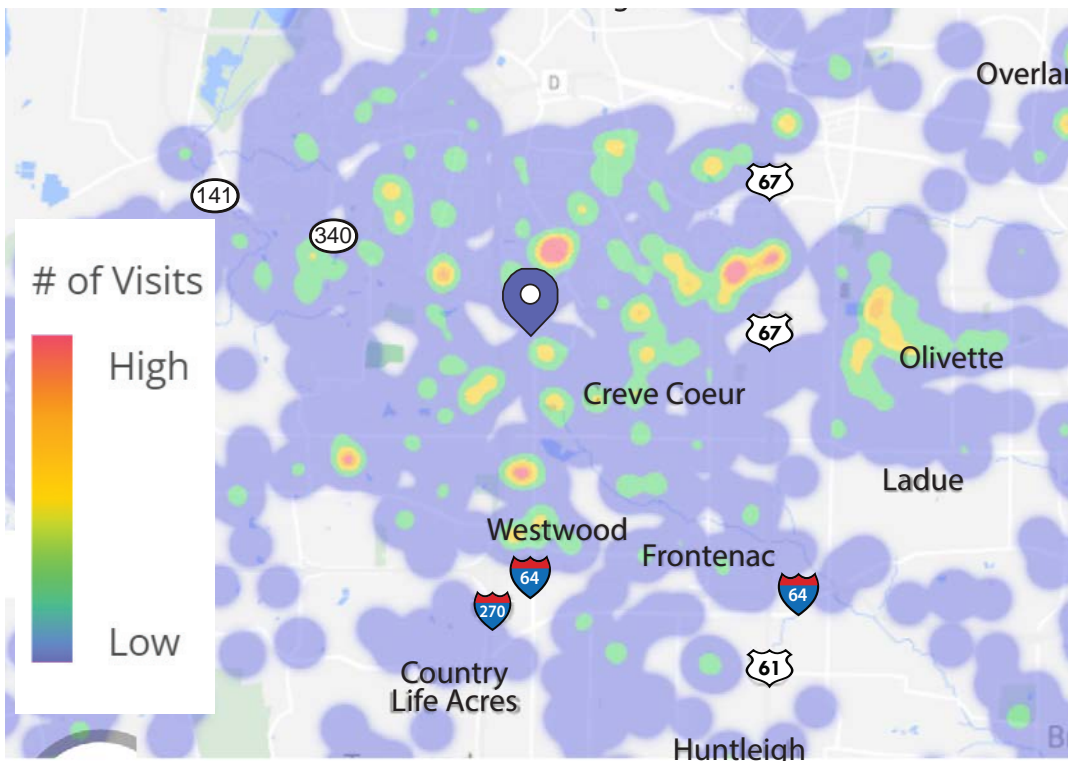 D
Overlan
67
141
340
# of Visits
High
67
Olivette
Creve Coeur
Ladue
Westwood
Frontenac
64
64
270
Low
61
Country
Life Acres
Huntleigh